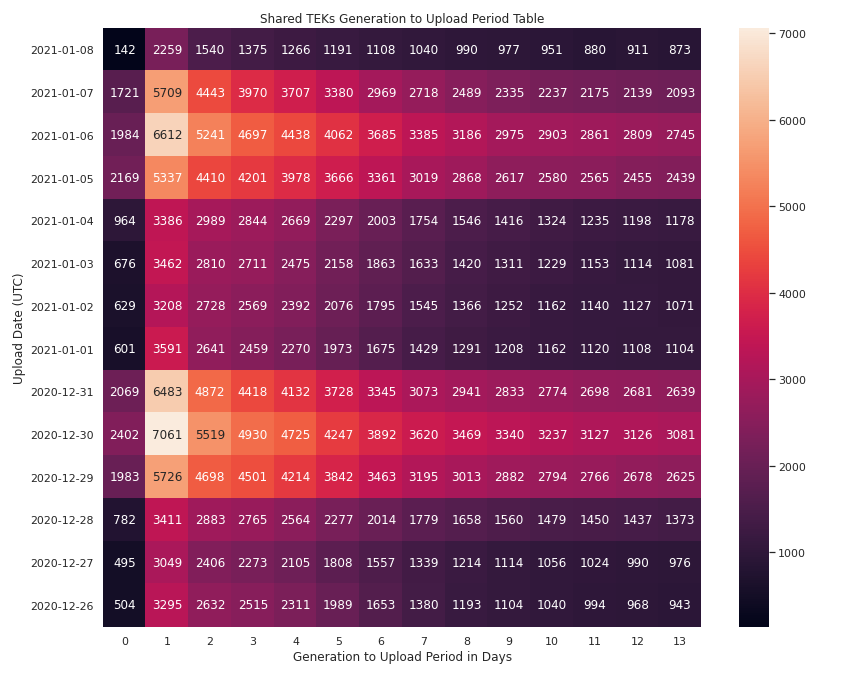 Shared TEKs Generation to Upload Period Table
2021-01-08 142 2259 1540 1375 1266 1191 1108 1040 990 977 951 880 911 873
2021-01-07 1721 5709 4443 3970 3707 3380 2969 2718 2489 2335 2237 2175 2139 2093
2021-01-06 1984 6612 5241 4697 4438 4062 3685 3385 3186 2975 2903 2861 2809 2745
2021-01-05 2169 5337 4410 4201 3978 3666 3361 3019 2868 2617 2580 2565 2455 2439
2021-01-04 964 3386 2989 2844 2669 2297 2003 1754 1546 1416 1324 1235 1198 1178
2021-01-03 676 3462 2810 2711 2475 2158 1863 1633 1420 1311 1229 1153 1114 1081
2021-01-02 629 3208 2728 2569 2392 2076 1795 1545 1366 1252 1162 1140 1127 1071
2021-01-01 601 3591 2641 2459 2270 1973 1675 1429 1291 1208 1162 1120 1108 1104
2020-12-31 2069 6483 4872 4418 4132 3728 3345 3073 2941 2833 2774 2698 2681 2639
2020-12-30 2402 7061 5519 4930 4725 4247 3892 3620 3469 3340 3237 3127 3126 3081
2020-12-29 1983 5726 4698 4501 4214 3842 3463 3195 3013 2882 2794 2766 2678 2625
2020-12-28 782 3411 2883 2765 2564 2277 2014 1779 1658 1560 1479 1450 1437 1373
2020-12-27 495 3049 2406 2273 2105 1808 1557 1339 1214 1114 1056 1024 990 976
2020-12-26 504 3295 2632 2515 2311 1989 1653 1380 1193 1104 1040 994 968 943
0 1 2 3 4 5 6 7 8 9 10 11 12 13
Generation to Upload Period in Days
Upload Date (UTC)
7000
6000
5000
4000
3000
2000
1000